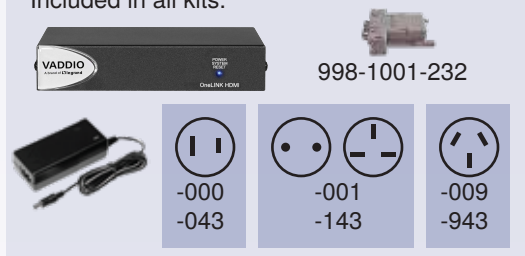 Included in all kits:
VADDIO
A brand of Legrand
POWER
SYSTEM
RESET
OneLINK HDMI
998-1001-232
-000
-043
-001
-143
-009
-943